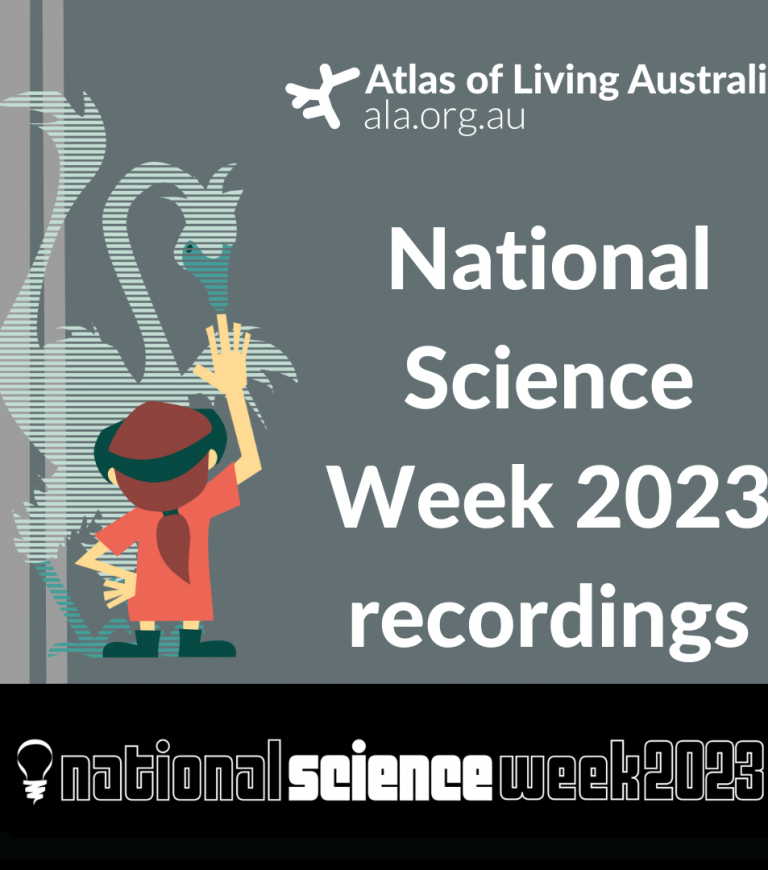 Atlas of Living Australi
ala.org.au
National
Science
Week 2023
recordings
nationalscienceweek2023